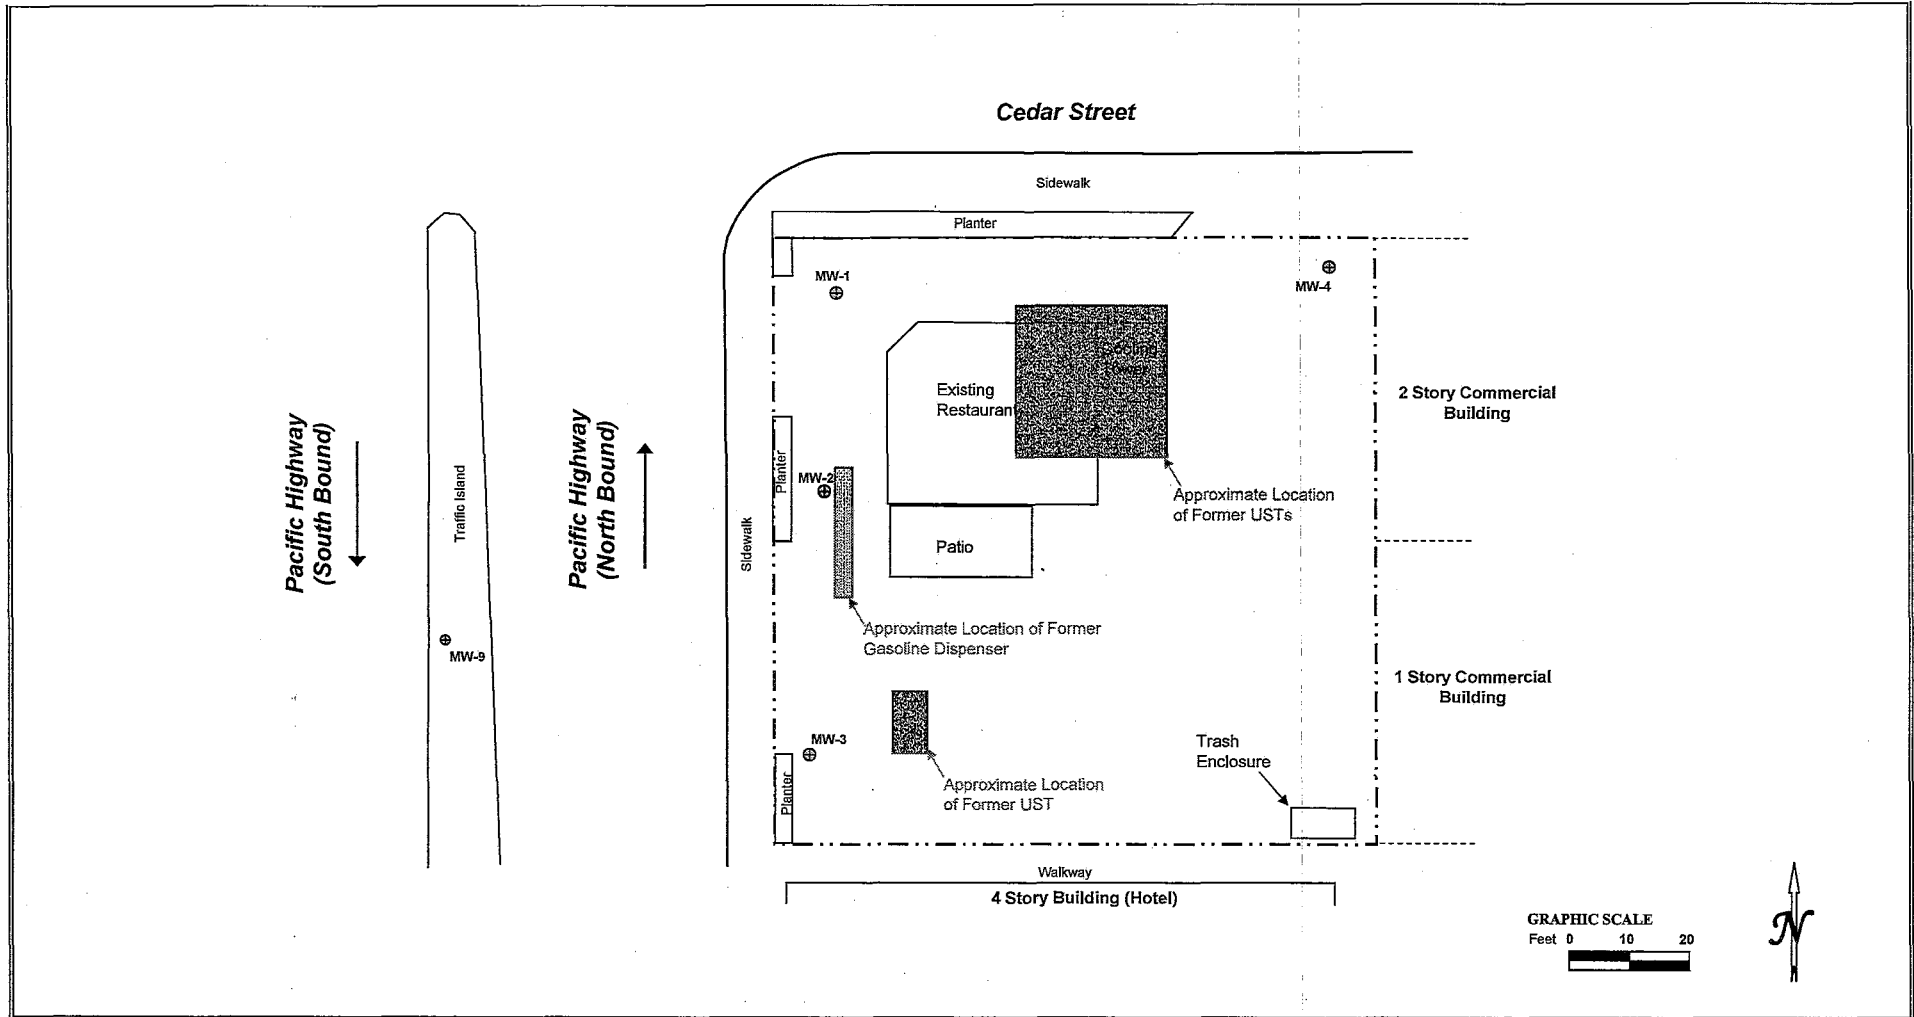 Cedar Street
Sidewalk
Planter
MW-1
MW-4
Cooling
Tower
Existing
Restaurant
2 Story Commercial
Building
Pacific Highway
(South Bound)
Traffic Island
Pacific Highway
(North Bound)
Sidewalk
Planter
MW-2
Approximate Location
of Former USTs
Patio
Approximate Location of Former
Gasoline Dispenser
MW-9
1 Story Commercial
Building
MW-3
Planter
Approximate Location
of Former UST
Trash
Enclosure
Walkway
4 Story Building (Hotel)
GRAPHIC SCALE
Feet 0 10 20
N